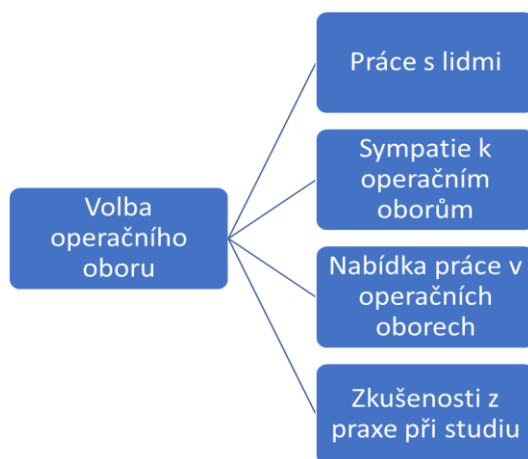 Práce s lidmi
Sympatie k
operačním
oborům
Volba
operačního
oboru
Nabídka práce v
operačních
oborech
Zkušenosti z
praxe při studiu